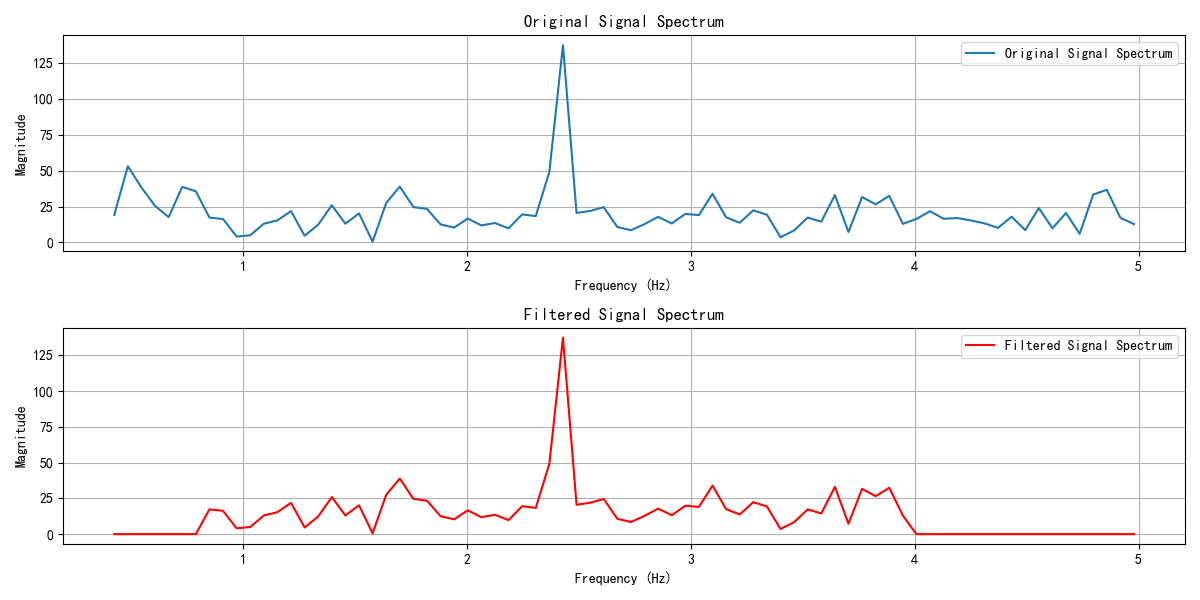 Original Signal Spectrum
Original Signal Spectrum
125
100
75
50
25
0
Magnitude
1 2 3 4 5
Frequency (Hz)
Filtered Signal Spectrum
Filtered Signal Spectrum
125
100
75
50
25
0
Magnitude
1 2 3 4 5
Frequency (Hz)